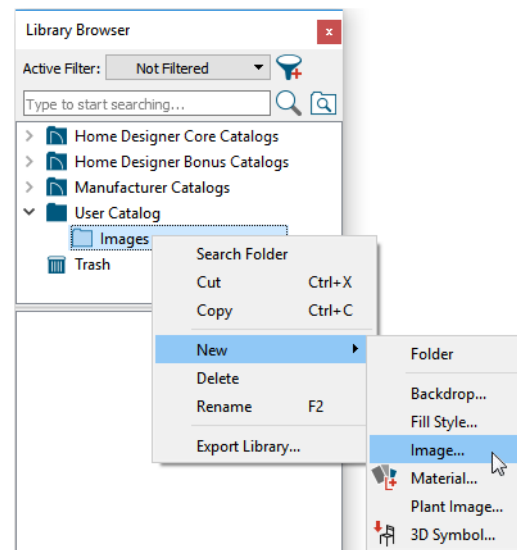 Library Browser
x
Active Filter: Not Filtered
Type to start searching...
Home Designer Core Catalogs
Home Designer Bonus Catalogs
Manufacturer Catalogs
User Catalog
Images
Trash
Search Folder
Cut Ctrl+X
Copy Ctrl+C
New
Delete
Rename F2
Export Library...
Folder
Backdrop...
Fill Style...
Image...
Material...
Plant Image...
3D Symbol...